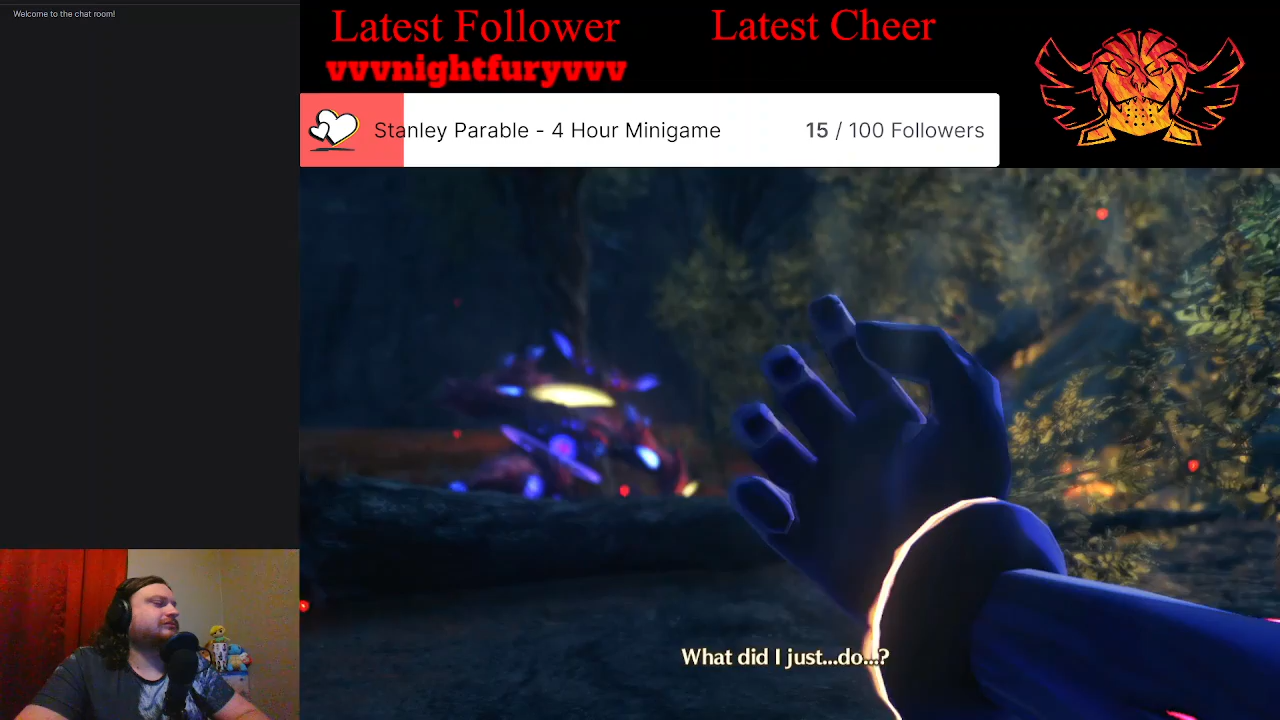 Welcome to the chat room!
Latest Follower
vvvnightfuryvvv
Latest Cheer
Stanley Parable - 4 Hour Minigame
15 / 100 Followers
What did I just...do...?